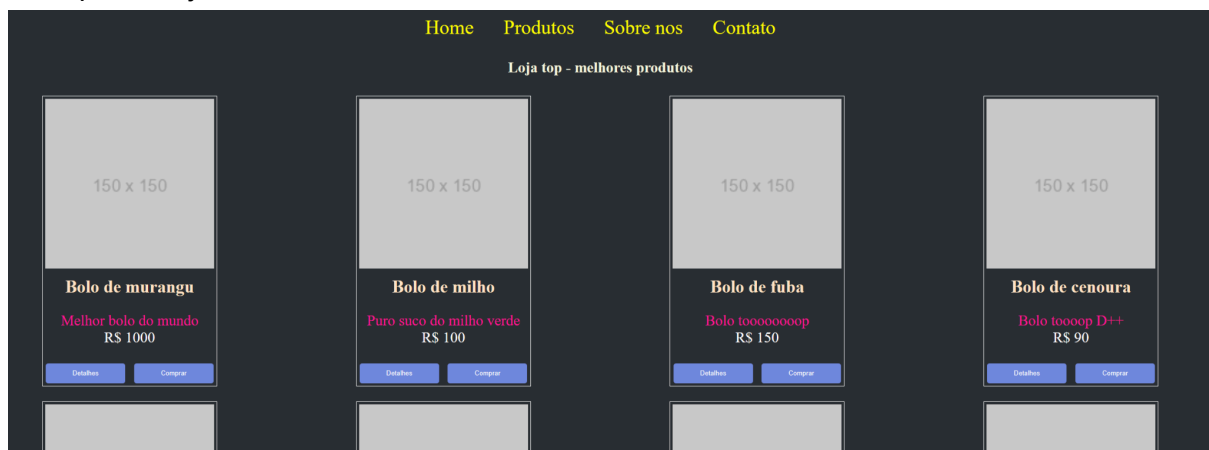 Home Produtos Sobre nos Contato
Loja top - melhores produtos
150 x 150 150 x 150 150 x 150 150 x 150
Bolo de murangu Bolo de milho Bolo de fuba Bolo de cenoura
Melhor bolo do mundo Puro suco do milho verde Bolo toooooooop Bolo toooop D++
R$ 1000 R$ 100 R$ 150 R$ 90
Detalhes Comprar Detalhes Comprar Detalhes Comprar Detalhes Comprar